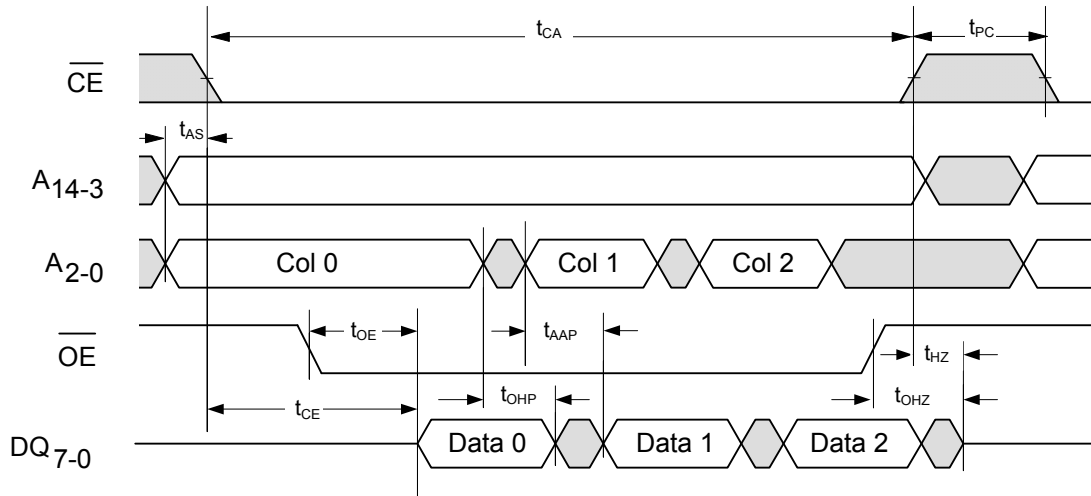 tCA
tPC
CE
tAS
A14-3
A2-0
Col 0
Col 1
Col 2
OE
tOE
tAAP
tHZ
tCE
tOHP
tOHZ
DQ7-0
Data 0
Data 1
Data 2